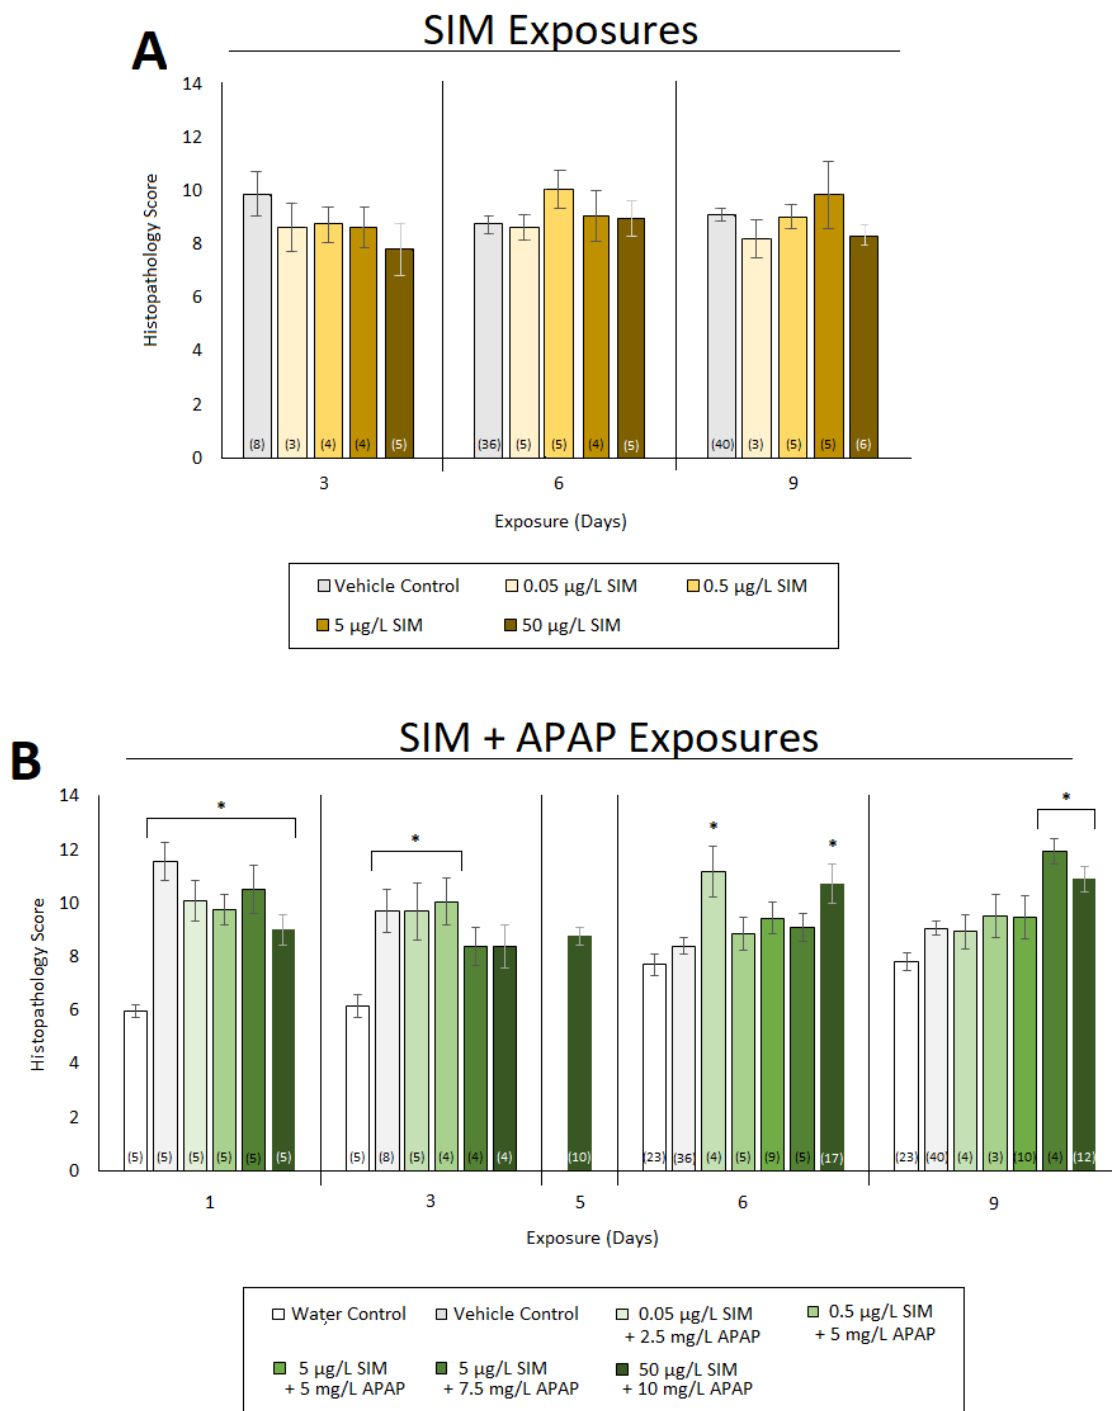 A
SIM Exposures
14
12
10
8
6
4
2
0
Histopathology Score
(8) (3) (4) (4) (5) (36) (5) (5) (4) (5) (40) (3) (5) (5) (6)
3 6 9
Exposure (Days)
Vehicle Control 0.05 µg/L SIM 0.5 µg/L SIM
5 µg/L SIM 50 µg/L SIM
SIM + APAP Exposures
B
14
12
10
8
6
4
2
0
Histopathology Score
* * * * *
(5) (5) (5) (5) (5) (5) (5) (8) (5) (4) (4) (4) (10) (23) (36) (4) (5) (9) (5) (17) (23) (40) (4) (3) (10) (4) (12)
1 3 5 6 9
Exposure (Days)
Water Control Vehicle Control 0.05 µg/L SIM 0.5 µg/L SIM
+ 2.5 mg/L APAP + 5 mg/L APAP
5 µg/L SIM 5 µg/L SIM 50 µg/L SIM
+ 5 mg/L APAP + 7.5 mg/L APAP + 10 mg/L APAP